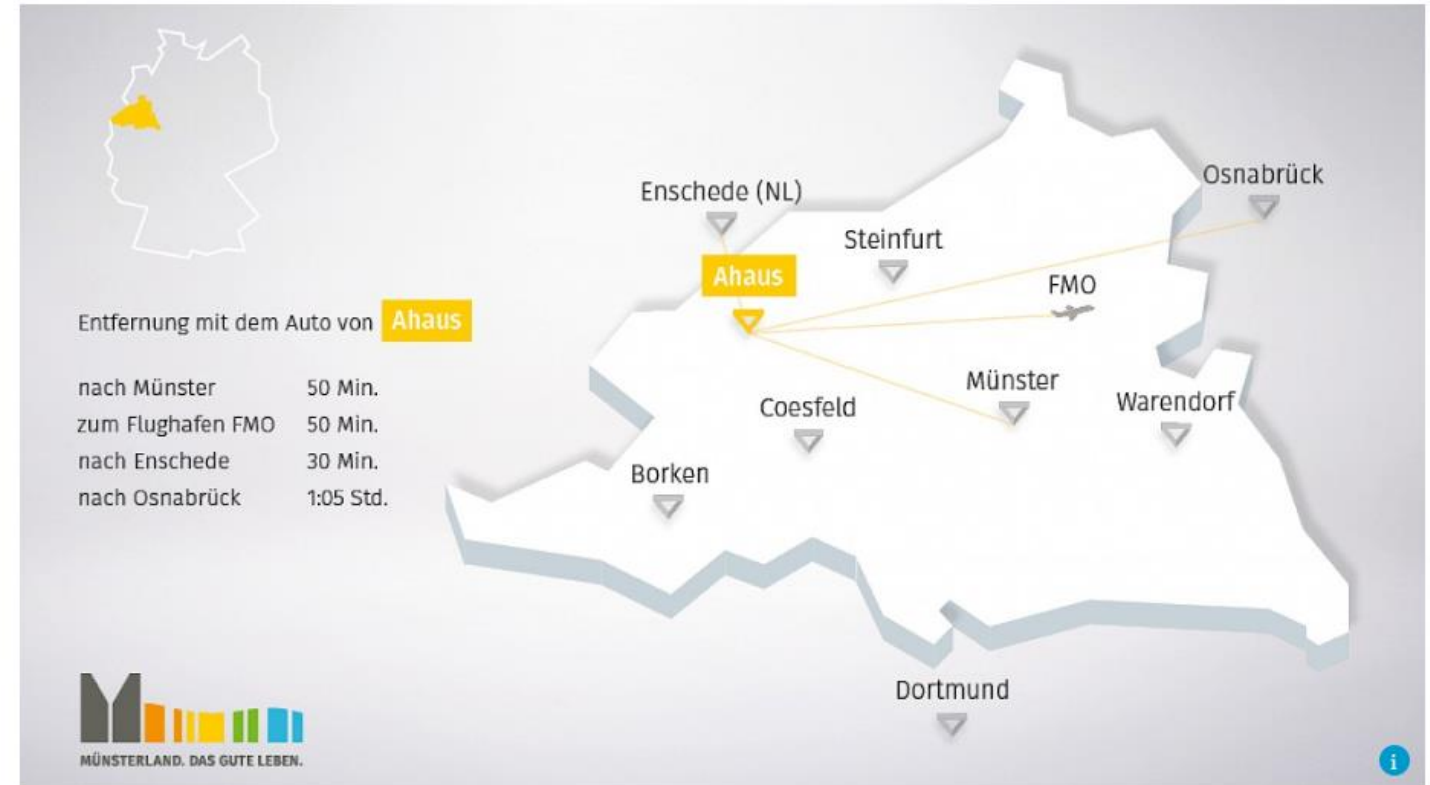 Entfernung mit dem Auto von Ahaus
nach Münster 50 Min.
zum Flughafen FMO 50 Min.
nach Enschede 30 Min.
nach Osnabrück 1:05 Std.
Enschede (NL)
Osnabrück
Steinfurt
Ahaus
FMO
Münster
Warendorf
Coesfeld
Borken
Dortmund
MÜNSTERLAND. DAS GUTE LEBEN.
i